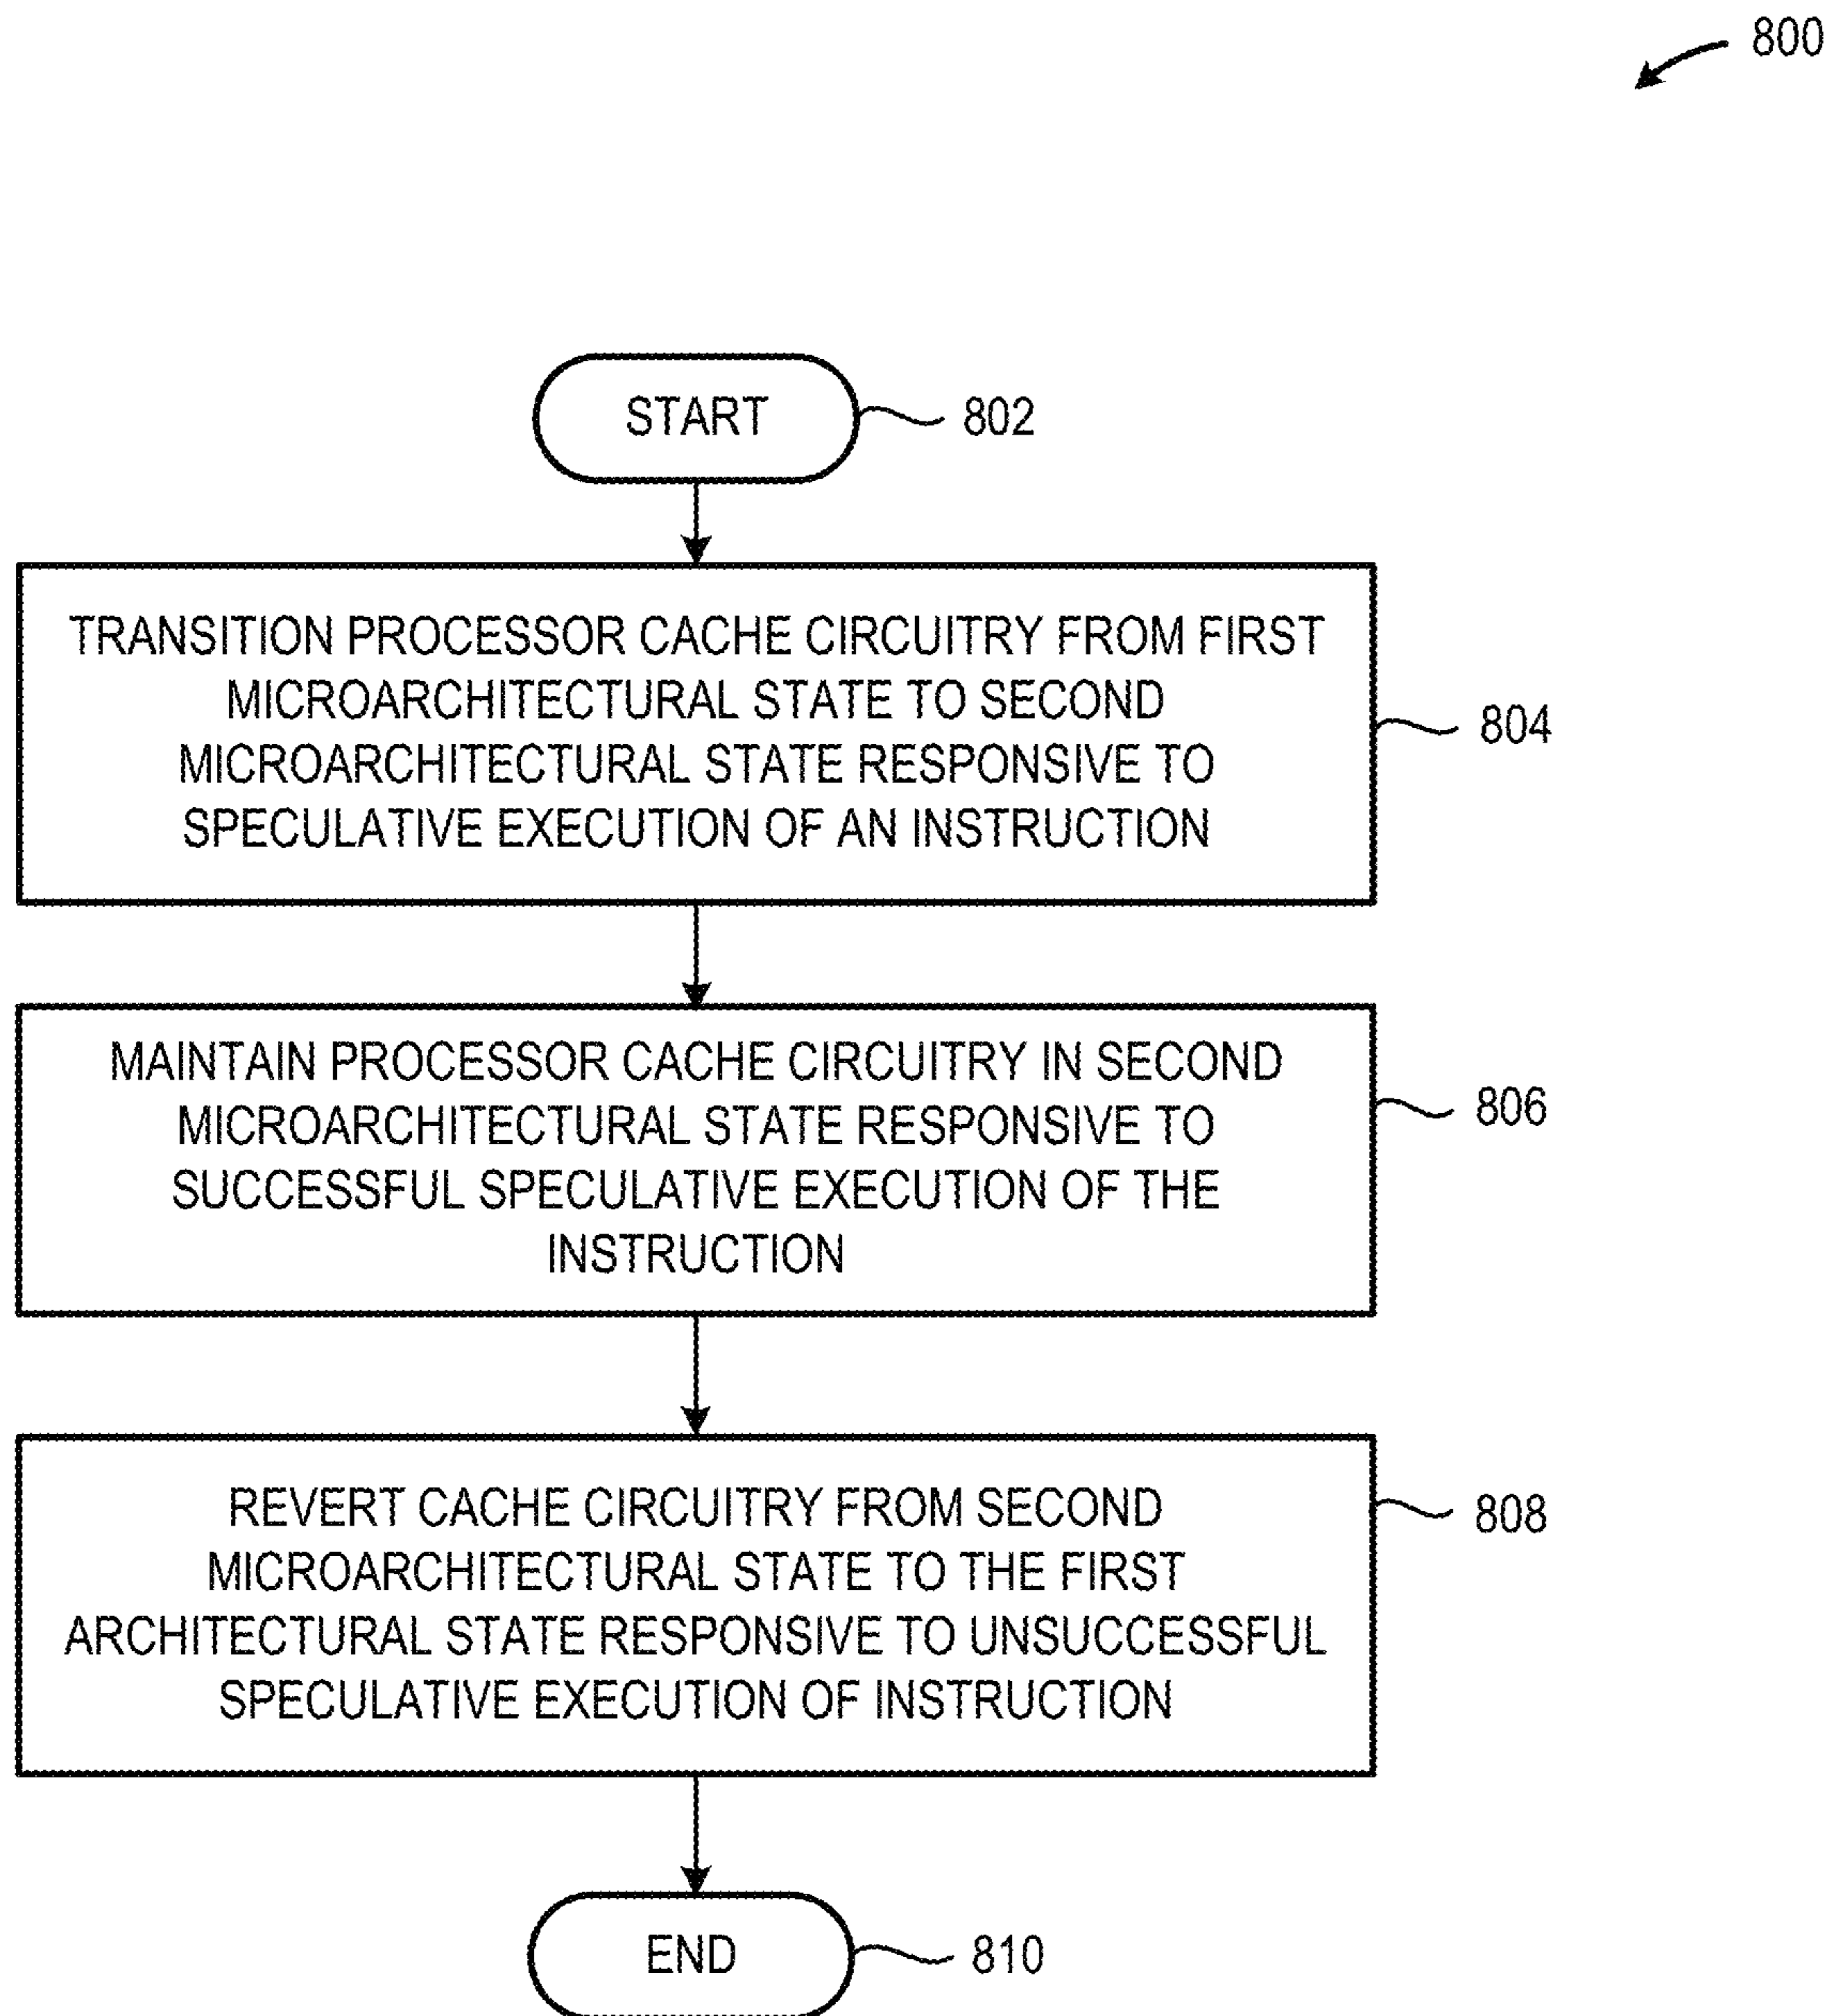 800
START
802
TRANSITION PROCESSOR CACHE CIRCUITRY FROM FIRST
MICROARCHITECTURAL STATE TO SECOND
MICROARCHITECTURAL STATE RESPONSIVE TO
SPECULATIVE EXECUTION OF AN INSTRUCTION
804
MAINTAIN PROCESSOR CACHE CIRCUITRY IN SECOND
MICROARCHITECTURAL STATE RESPONSIVE TO
SUCCESSFUL SPECULATIVE EXECUTION OF THE
INSTRUCTION
806
REVERT CACHE CIRCUITRY FROM SECOND
MICROARCHITECTURAL STATE TO THE FIRST
ARCHITECTURAL STATE RESPONSIVE TO UNSUCCESSFUL
SPECULATIVE EXECUTION OF INSTRUCTION
808
END
810